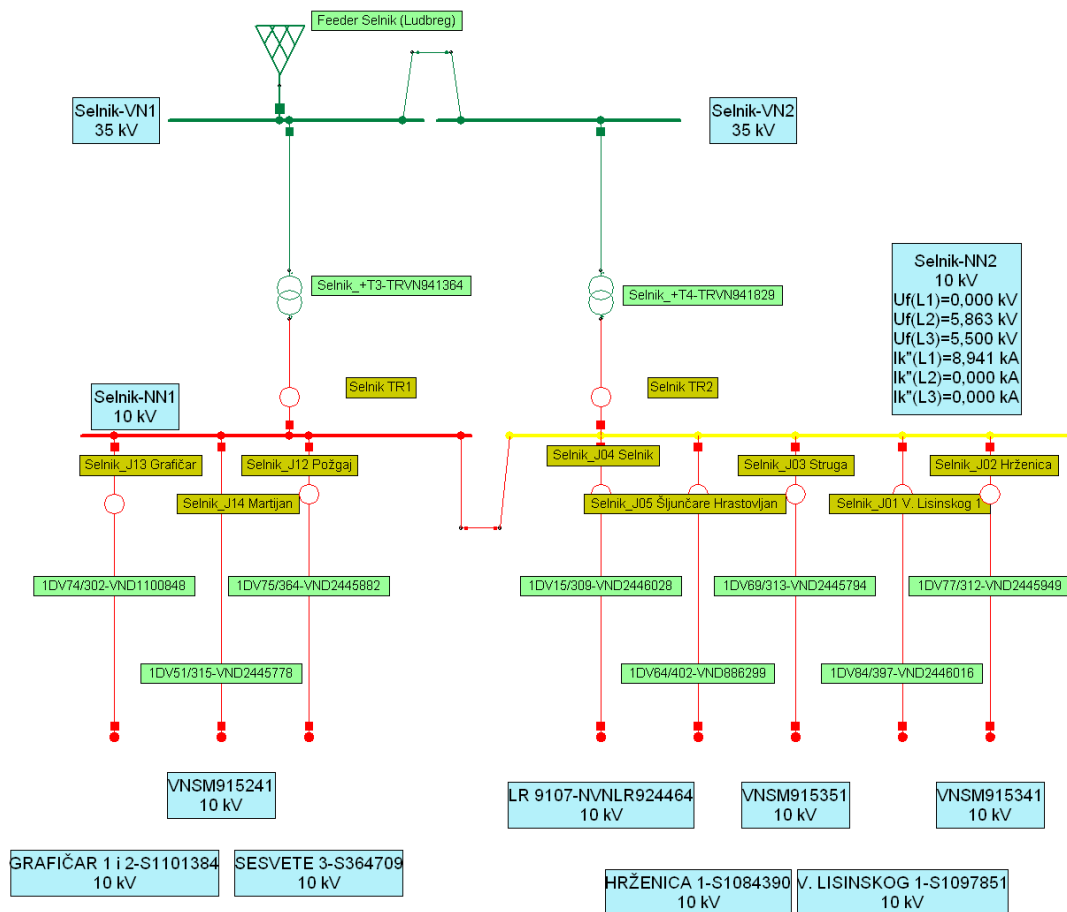 Feeder Selnik (Ludbreg)
Selnik-VN1
35 kV
Selnik-VN2
35 kV
Selnik_+T3-TRVN941364
Selnik_+T4-TRVN941829
Selnik-NN2
10 kV
Uf(L1)=0,000 kV
Uf(L2)=5,863 kV
Uf(L3)=5,500 kV
Ik"(L1)=8,941 kA
Ik"(L2)=0,000 kA
Ik"(L3)=0,000 kA
Selnik TR1
Selnik TR2
Selnik-NN1
10 kV
Selnik_J13 Grafičar
Selnik_J12 Požgaj
Selnik_J04 Selnik
Selnik_J03 Struga
Selnik_J02 Hrženica
Selnik_J14 Martijan
Selnik_J05 Šljunčare Hrastovljan
Selnik_J01 V. Lisinskog 1
1DV74/302-VND1100848
1DV75/364-VND2445882
1DV15/309-VND2446028
1DV69/313-VND2445794
1DV77/312-VND2445949
1DV51/315-VND2445778
1DV64/402-VND886299
1DV84/397-VND2446016
VNSM915241
10 kV
LR 9107-NVNLR924464
10 kV
VNSM915351
10 kV
VNSM915341
10 kV
GRAFIČAR 1 i 2-S1101384
10 kV
SESVETE 3-S364709
10 kV
HRŽENICA 1-S1084390
10 kV
V. LISINSKOG 1-S1097851
10 kV